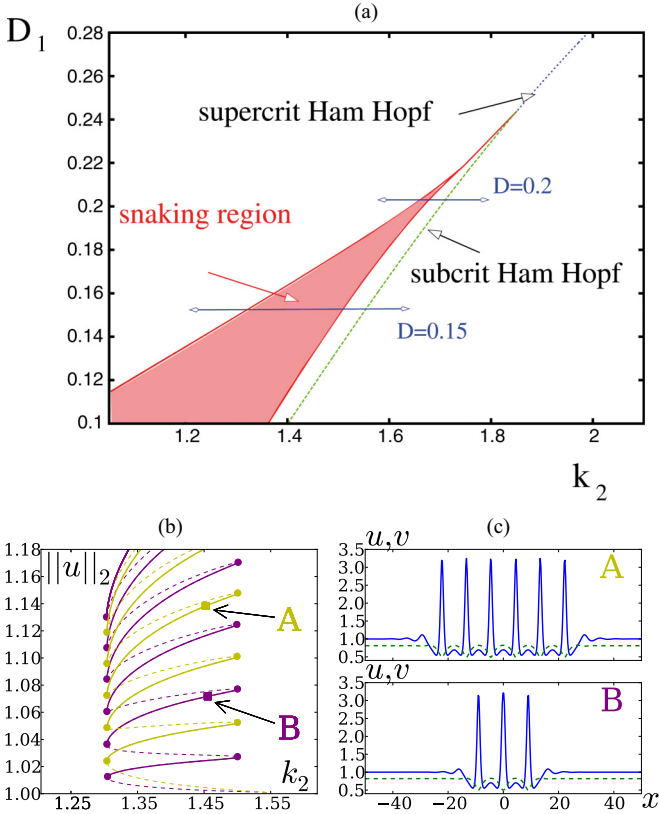 (a)
D1
0.28
0.26
0.24
supercrit Ham Hopf
0.22
D=0.2
0.2
snaking region
0.18
subcrit Ham Hopf
0.16
0.14
D=0.15
0.12
0.1
1.2 1.4 1.6 1.8 2
k2
(b) (c)
1.18
||u||2
1.16
1.14
A
1.12
1.10
1.08
1.06
B
1.04
1.02
k2
1.00
1.25 1.35 1.45 1.55
u,v
3.5
A
3.0
2.5
2.0
1.5
1.0
0.5
u,v
3.5
B
3.0
2.5
2.0
1.5
1.0
0.5
−40 −20 0 20 40 x